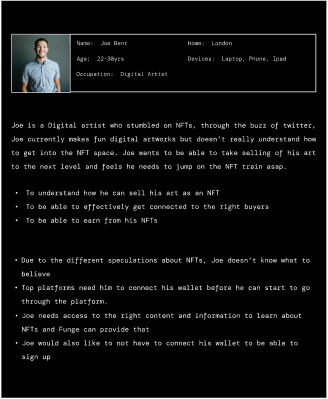 Name: Joe Bent
Home: London
Age: 22-30yrs
Devices: Laptop, Phone, Ipad
Occupation: Digital Artist
Joe is a Digital artist who stumbled on NFTs, through the buzz of twitter,
Joe currently makes fun digital artworks but doesn't really understand how
to get into the NFT space. Joe wants to be able to take selling of his art
to the next level and feels he needs to jump on the NFT train asap.
• To understand how he can sell his art as an NFT
• To be able to effectively get connected to the right buyers
• To be able to earn from his NFTs
• Due to the different speculations about NFTs, Joe doesn't know what to
believe
• Top platforms need him to connect his wallet before he can start to go
through the platform.
• Joe needs access to the right content and information to learn about
NFTs and Funge can provide that
• Joe would also like to not have to connect his wallet to be able to
sign up